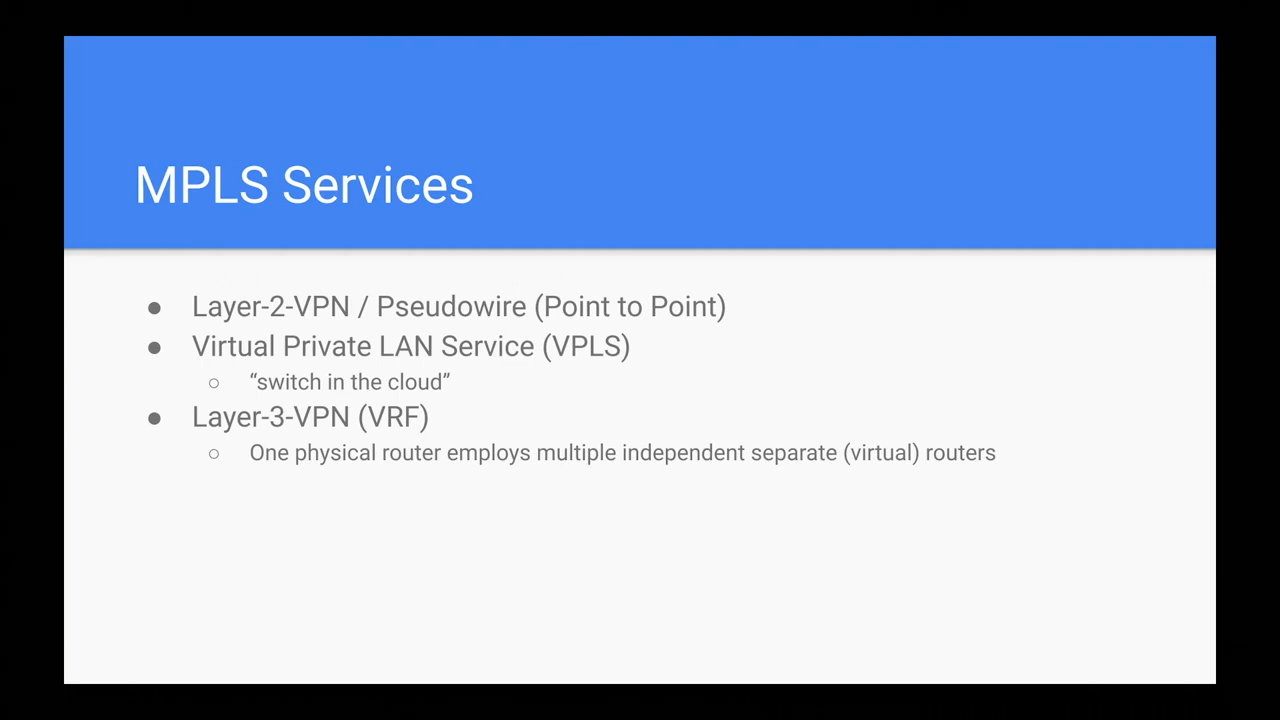 MPLS Services
● Layer-2-VPN / Pseudowire (Point to Point)
● Virtual Private LAN Service (VPLS)
○ “switch in the cloud”
● Layer-3-VPN (VRF)
○ One physical router employs multiple independent separate (virtual) routers